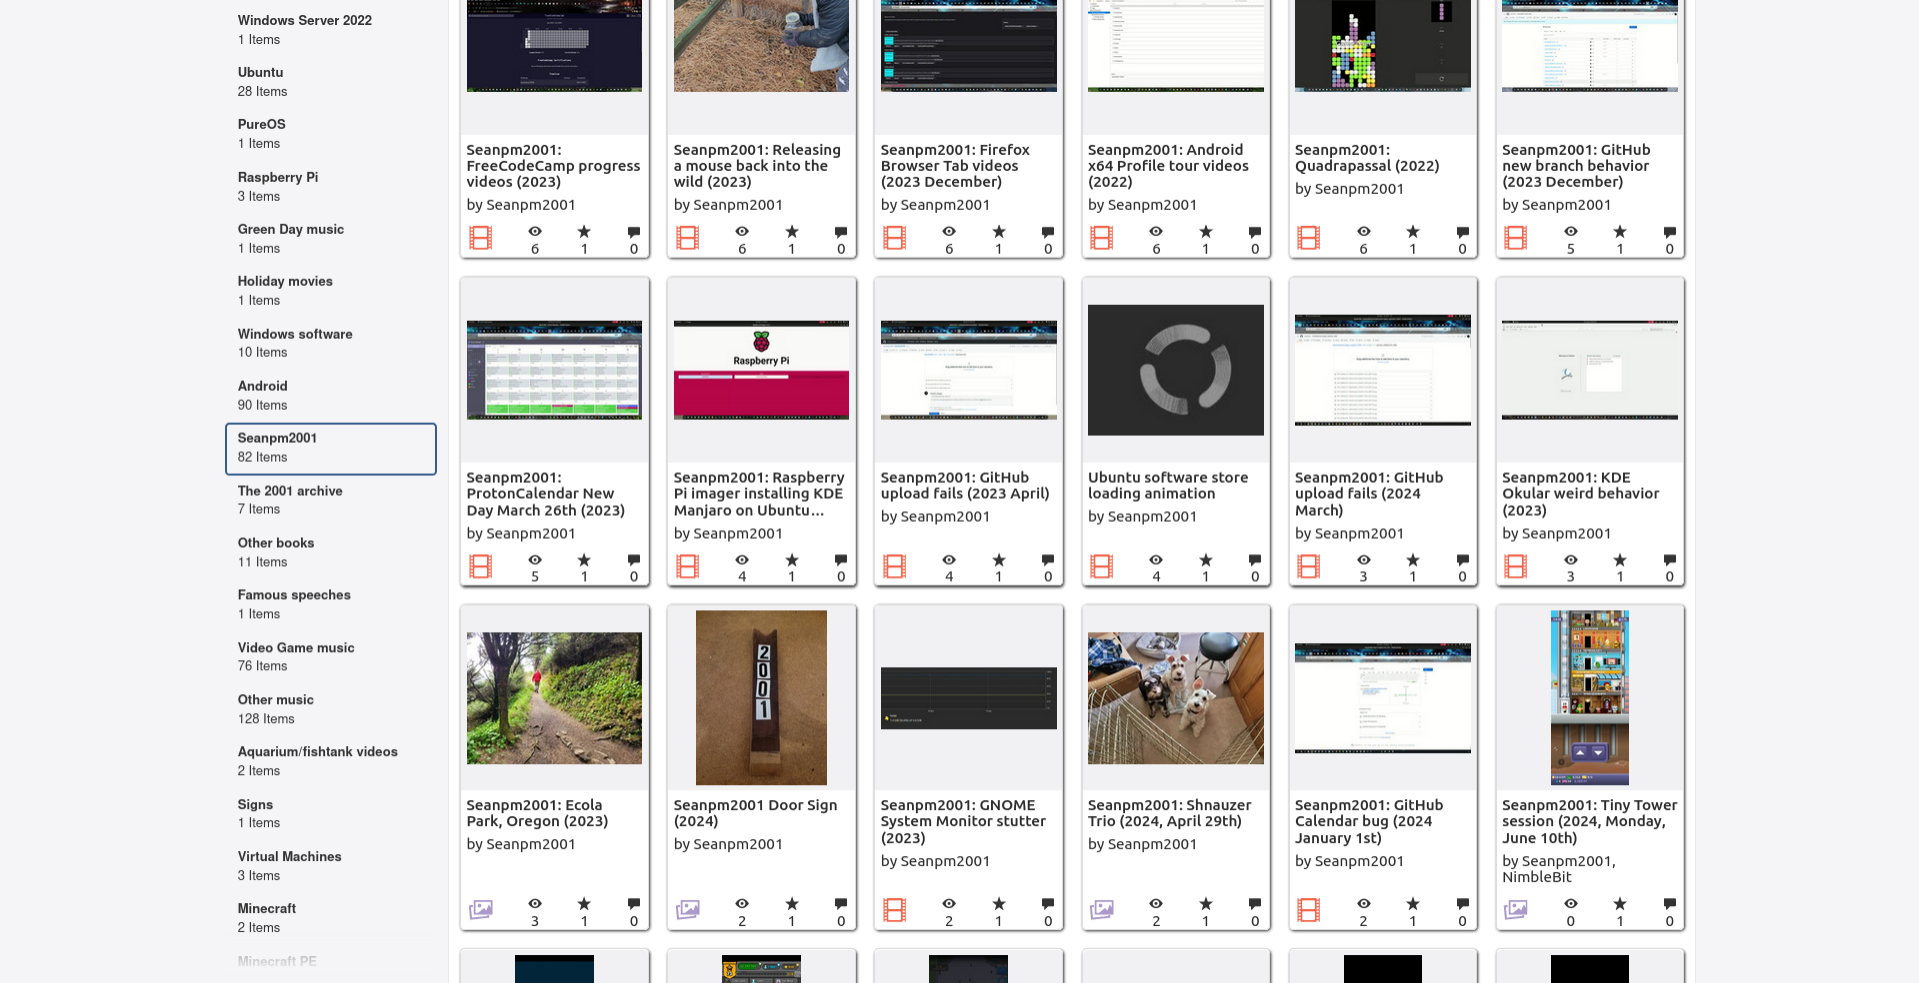 Windows Server 2022
1 Items
Ubuntu
28 Items
PureOS
1 Items
Raspberry Pi
3 Items
Green Day music
1 Items
Holiday movies
1 Items
Windows software
10 Items
Android
90 Items
Seanpm2001
82 Items
The 2001 archive
7 Items
Other books
11 Items
Famous speeches
1 Items
Video Game music
76 Items
Other music
128 Items
Aquarium/fishtank videos
2 Items
Signs
1 Items
Virtual Machines
3 Items
Minecraft
2 Items
Minecraft PE
Seanpm2001:
FreeCodeCamp progress
videos (2023)
by Seanpm2001
6 1 0
Seanpm2001: Releasing
a mouse back into the
wild (2023)
by Seanpm2001
6 1 0
Seanpm2001: Firefox
Browser Tab videos
(2023 December)
by Seanpm2001
6 1 0
Seanpm2001: Android
x64 Profile tour videos
(2022)
by Seanpm2001
6 1 0
Seanpm2001:
Quadrapassal (2022)
by Seanpm2001
6 1 0
Seanpm2001: GitHub
new branch behavior
(2023 December)
by Seanpm2001
5 1 0
Seanpm2001:
ProtonCalendar New
Day March 26th (2023)
by Seanpm2001
5 1 0
Raspberry Pi
Seanpm2001: Raspberry
Pi imager installing KDE
Manjaro on Ubuntu...
by Seanpm2001
4 1 0
Seanpm2001: GitHub
upload fails (2023 April)
by Seanpm2001
4 1 0
Ubuntu software store
loading animation
by Seanpm2001
4 1 0
Seanpm2001: GitHub
upload fails (2024
March)
by Seanpm2001
3 1 0
Seanpm2001: KDE
Okular weird behavior
(2023)
by Seanpm2001
3 1 0
Seanpm2001: Ecola
Park, Oregon (2023)
by Seanpm2001
3 1 0
2001
Seanpm2001 Door Sign
(2024)
by Seanpm2001
2 1 0
Seanpm2001: GNOME
System Monitor stutter
(2023)
by Seanpm2001
2 1 0
Seanpm2001: Shnauzer
Trio (2024, April 29th)
by Seanpm2001
2 1 0
Seanpm2001: GitHub
Calendar bug (2024
January 1st)
by Seanpm2001
2 1 0
Seanpm2001: Tiny Tower
session (2024, Monday,
June 10th)
by Seanpm2001,
NimbleBit
0 1 0